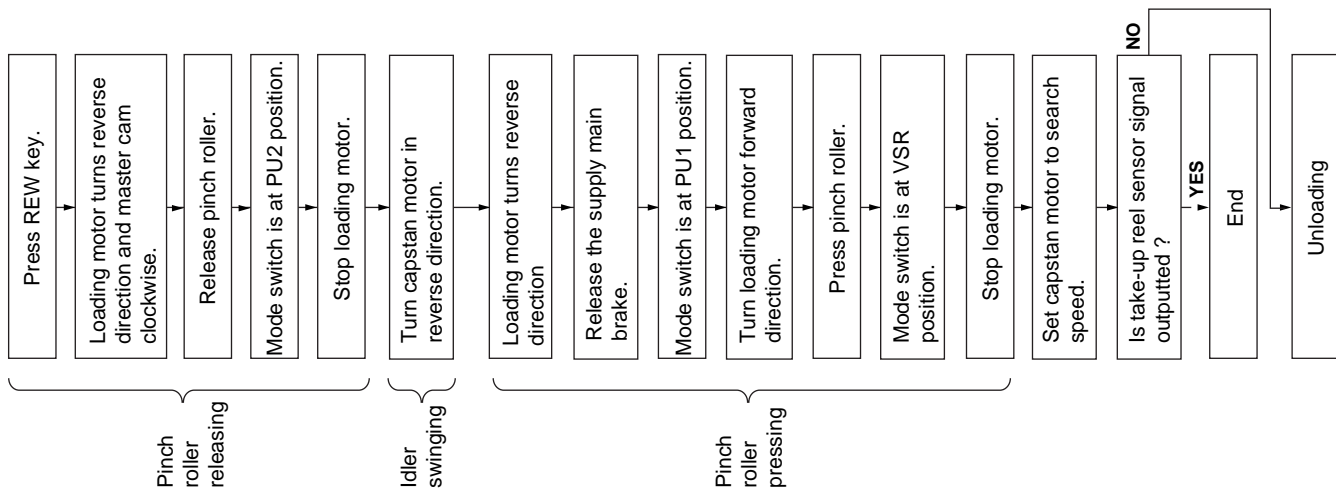 Press REW key.
Loading motor turns reverse
direction and master cam
clockwise.
Release pinch roller.
Mode switch is at PU2 position.
Stop loading motor.
Pinch
roller
releasing
Turn capstan motor in
reverse direction.
Idler
swinging
Loading motor turns reverse
direction
Release the supply main
brake.
Mode switch is at PU1 position.
Turn loading motor forward
direction.
Press pinch roller.
Mode switch is at VSR
position.
Stop loading motor.
Pinch
roller
pressing
Set capstan motor to search
speed.
Is take-up reel sensor signal
outputted ?
NO
YES
End
Unloading